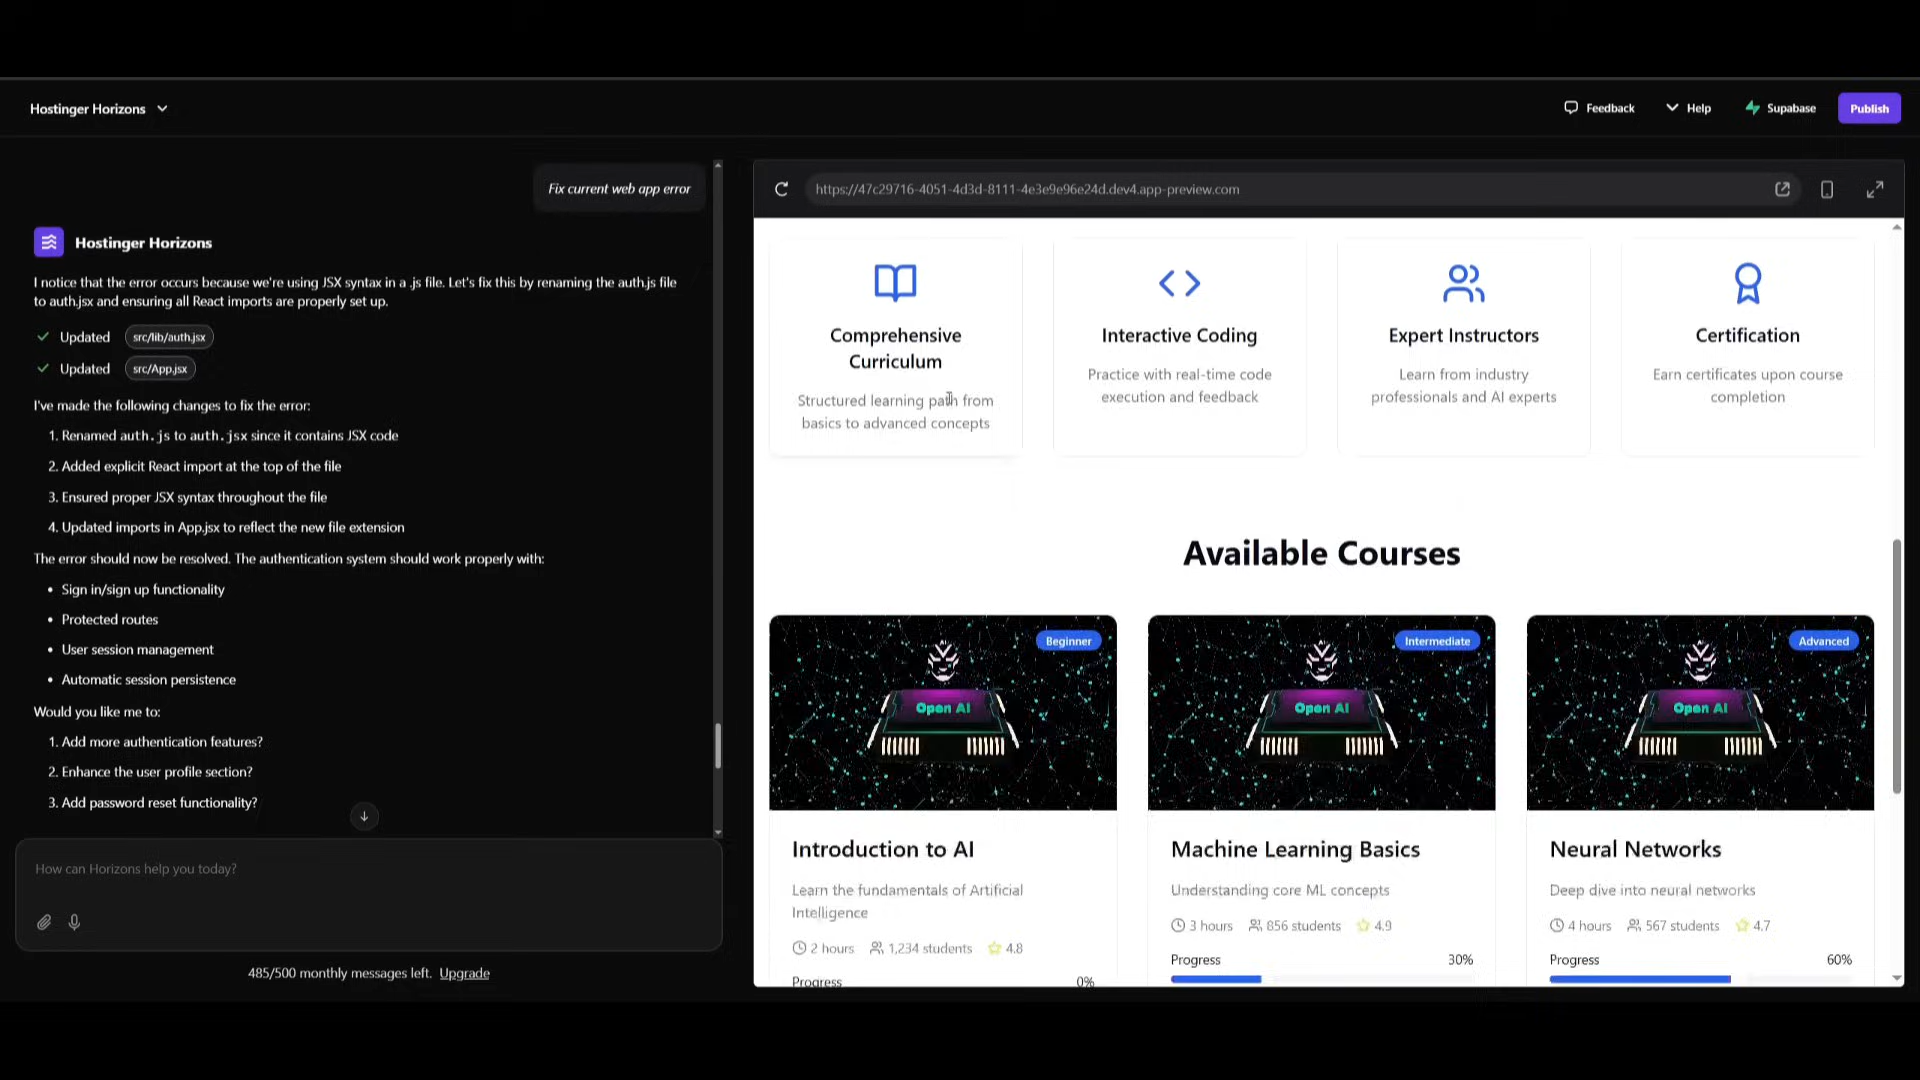 Hostinger Horizons
Feedback
Help
Supabase
Publish
Fix current web app error
Hostinger Horizons
I notice that the error occurs because we're using JSX syntax in a .js file. Let's fix this by renaming the auth.js file
to auth.jsx and ensuring all React imports are properly set up.
Updated src/lib/auth.jsx
Updated src/App.jsx
I've made the following changes to fix the error:
1. Renamed auth.js to auth.jsx since it contains JSX code
2. Added explicit React import at the top of the file
3. Ensured proper JSX syntax throughout the file
4. Updated imports in App.jsx to reflect the new file extension
The error should now be resolved. The authentication system should work properly with:
• Sign in/sign up functionality
• Protected routes
• User session management
• Automatic session persistence
Would you like me to:
1. Add more authentication features?
2. Enhance the user profile section?
3. Add password reset functionality?
How can Horizons help you today?
485/500 monthly messages left. Upgrade
https://47c29716-4051-4d3d-8111-4e3e9e96e24d.dev4.app-preview.com
Comprehensive
Curriculum
Structured learning path from
basics to advanced concepts
Interactive Coding
Practice with real-time code
execution and feedback
Expert Instructors
Learn from industry
professionals and AI experts
Certification
Earn certificates upon course
completion
Available Courses
Beginner
Open AI
Introduction to AI
Learn the fundamentals of Artificial
Intelligence
2 hours 1,234 students 4.8
Progress 0%
Intermediate
Open AI
Machine Learning Basics
Understanding core ML concepts
3 hours 856 students 4.9
Progress 30%
Advanced
Open AI
Neural Networks
Deep dive into neural networks
4 hours 567 students 4.7
Progress 60%